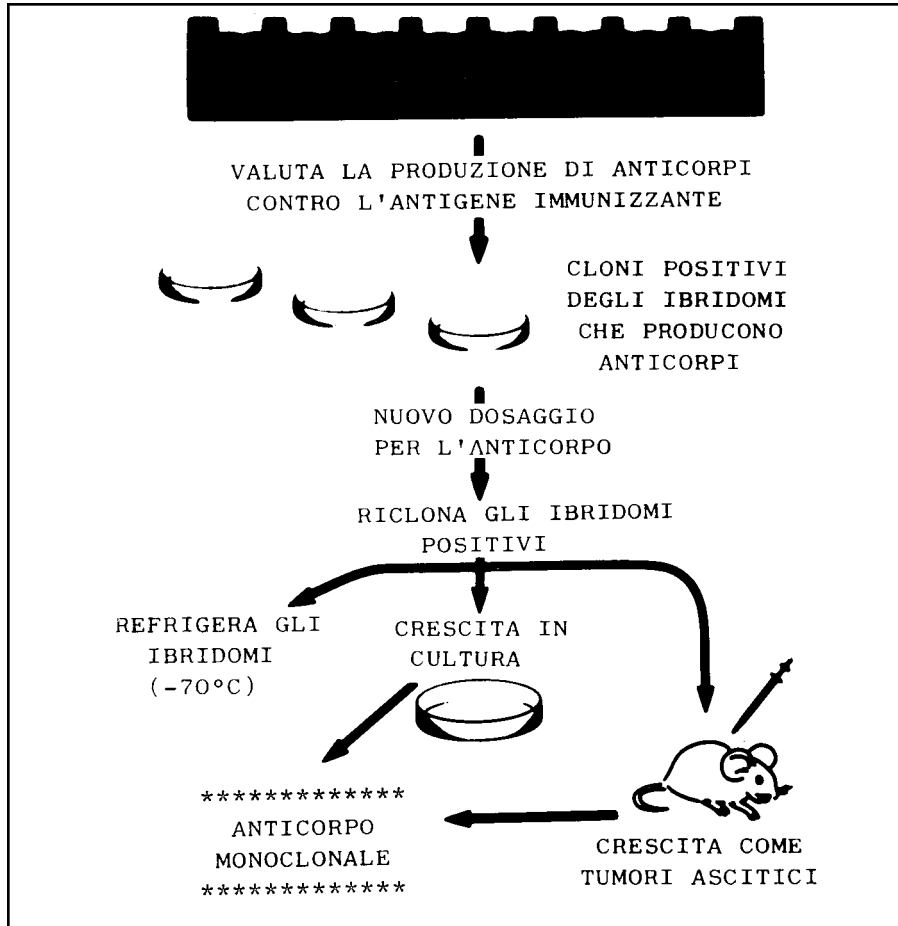 VALUTA LA PRODUZIONE DI ANTICORPI
CONTRO L'ANTIGENE IMMUNIZZANTE
CLONI POSITIVI
DEGLI IBRIDOMI
CHE PRODUCONO
ANTICORPI
NUOVO DOSAGGIO
PER L'ANTICORPO
RICLONA GLI IBRIDOMI
POSITIVI
REFRIGERA GLI
IBRIDOMI
(-70°C)
CRESCITA IN
CULTURA
*************
ANTICORPO
MONOCLONALE
*************
CRESCITA COME
TUMORI ASCITICI